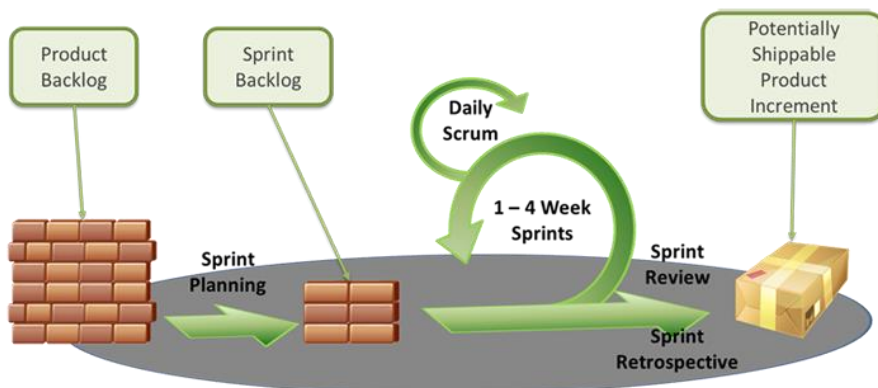 Product
Backlog
Sprint
Backlog
Potentially
Shippable
Product
Increment
Daily
Scrum
1 – 4 Week
Sprints
Sprint
Planning
Sprint
Review
Sprint
Retrospective